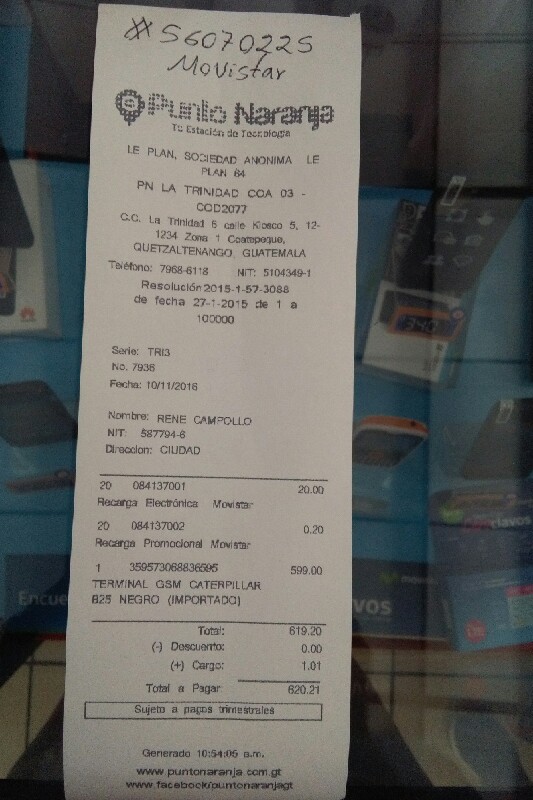 # 56070225
Movistar
Punto Naranja
Tu Estación de Tecnología
LE PLAN, SOCIEDAD ANONIMA LE
PLAN 64
PN LA TRINIDAD COA 03 -
COD2077
C.C. La Trinidad 6 calle Kiosco 5, 12-
1234 Zona 1 Coatepeque,
QUETZALTENANGO, GUATEMALA
Teléfono: 7968-6118 NIT: 5104349-1
Resolución 2015-1-57-3088
de fecha 27-1-2015 de 1 a
100000
Serie: TRI3
No. 7936
Fecha: 10/11/2016
Nombre: RENE CAMPOLLO
NIT: 587794-6
Direccion: CIUDAD
20 084137001 20.00
Recarga Electrónica Movistar
20 084137002 0.20
Recarga Promocional Movistar
1 359573068836595 599.00
TERMINAL GSM CATERPILLAR
B25 NEGRO (IMPORTADO)
Total: 619.20
(-) Descuento: 0.00
(+) Cargo: 1.01
Total a Pagar: 620.21
Sujeto a pagos trimestrales
Generado 10:54:05 a.m.
www.puntonaranja.com.gt
www.facebook/puntonaranjagt